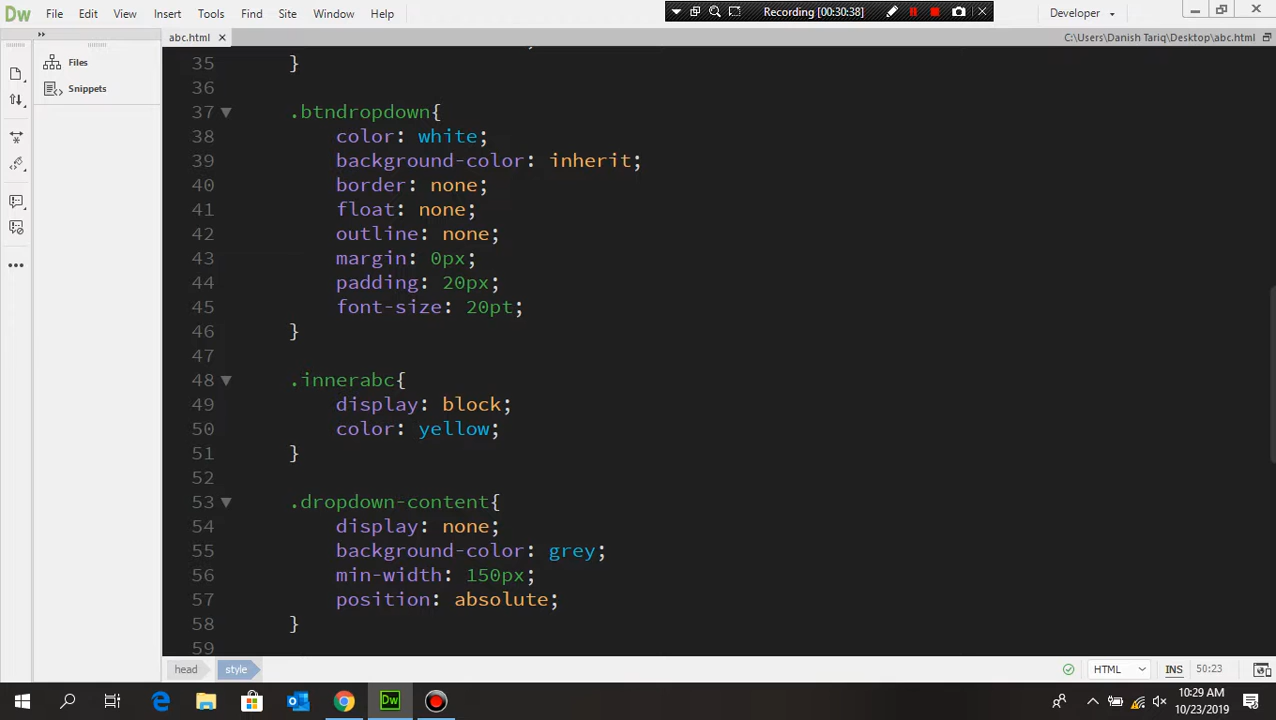 Dw File Edit View Insert Tools Find Site Window Help Recording [00:30:38] Developer
abc.html C:\Users\Danish Tariq\Desktop\abc.html
Files
Snippets
35 }
36
37 .btndropdown{
38 color: white;
39 background-color: inherit;
40 border: none;
41 float: none;
42 outline: none;
43 margin: 0px;
44 padding: 20px;
45 font-size: 20pt;
46 }
47
48 .innerabc{
49 display: block;
50 color: yellow;
51 }
52
53 .dropdown-content{
54 display: none;
55 background-color: grey;
56 min-width: 150px;
57 position: absolute;
58 }
59
head style HTML INS 50:23
Dw 10:29 AM
10/23/2019